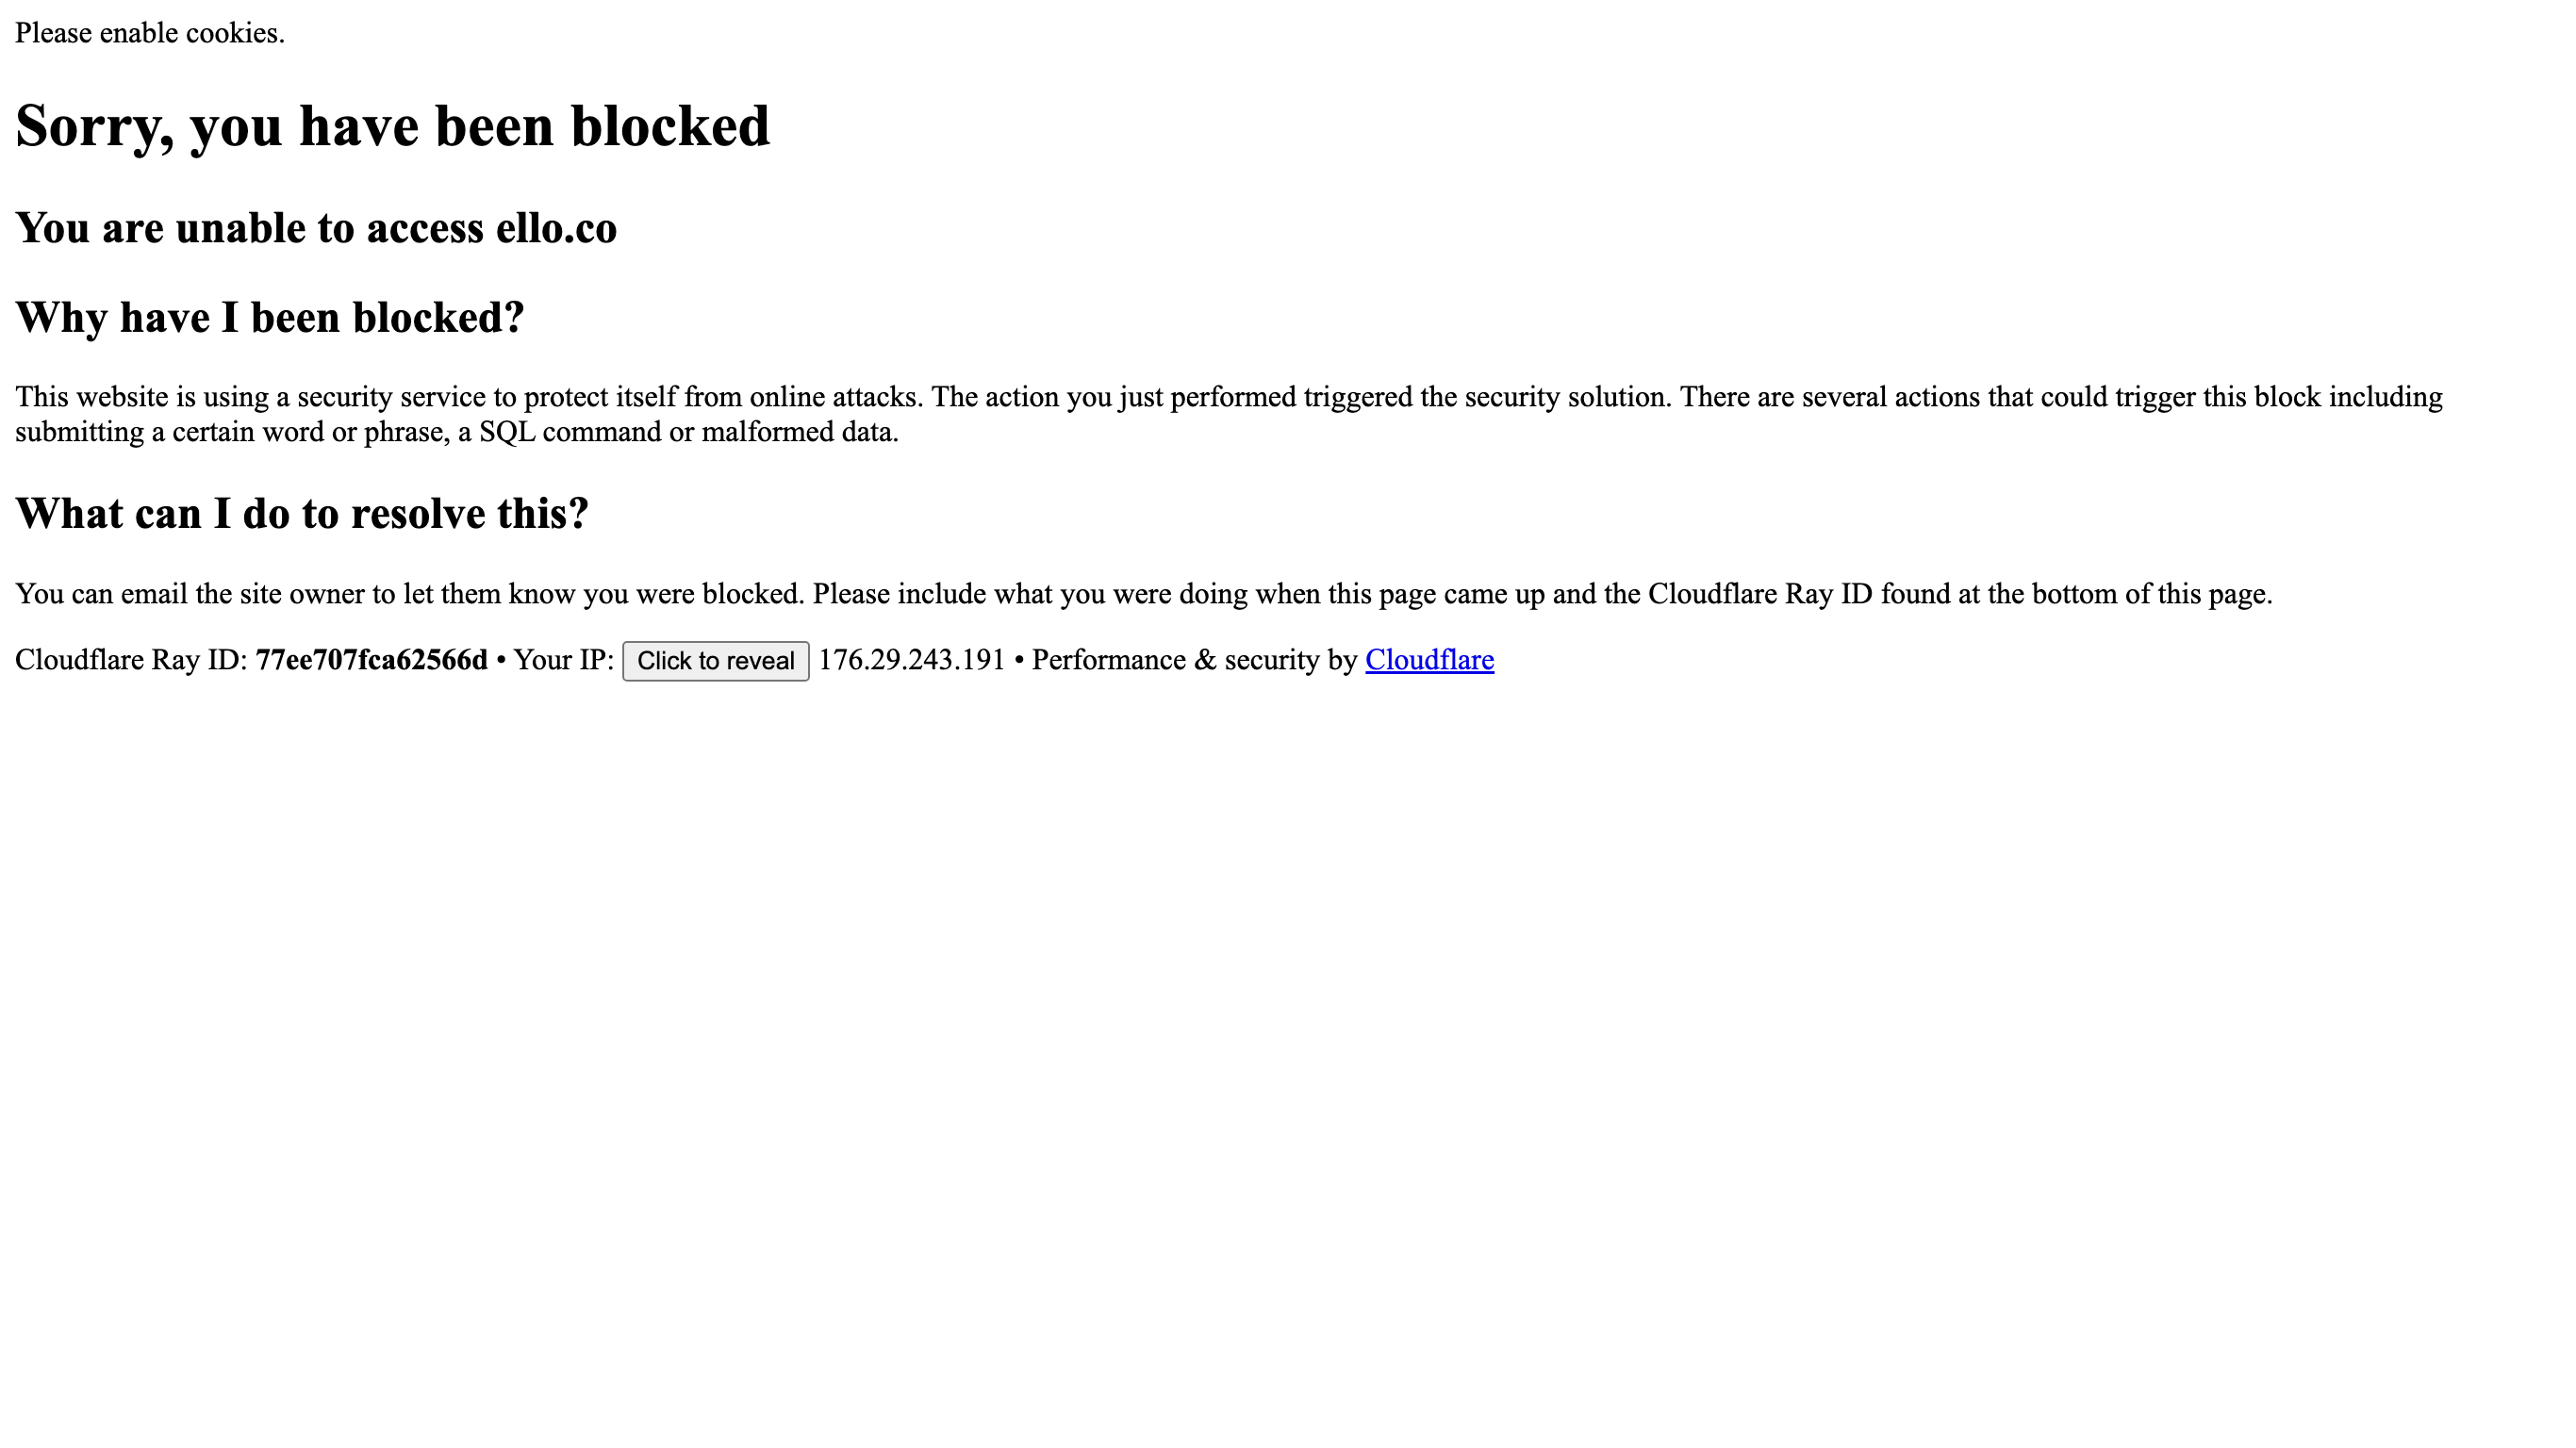 Please enable cookies.
Sorry, you have been blocked
You are unable to access ello.co
Why have I been blocked?
This website is using a security service to protect itself from online attacks. The action you just performed triggered the security solution. There are several actions that could trigger this block including
submitting a certain word or phrase, a SQL command or malformed data.
What can I do to resolve this?
You can email the site owner to let them know you were blocked. Please include what you were doing when this page came up and the Cloudflare Ray ID found at the bottom of this page.
Cloudflare Ray ID: 77ee707fca62566d • Your IP: Click to reveal 176.29.243.191 • Performance & security by Cloudflare